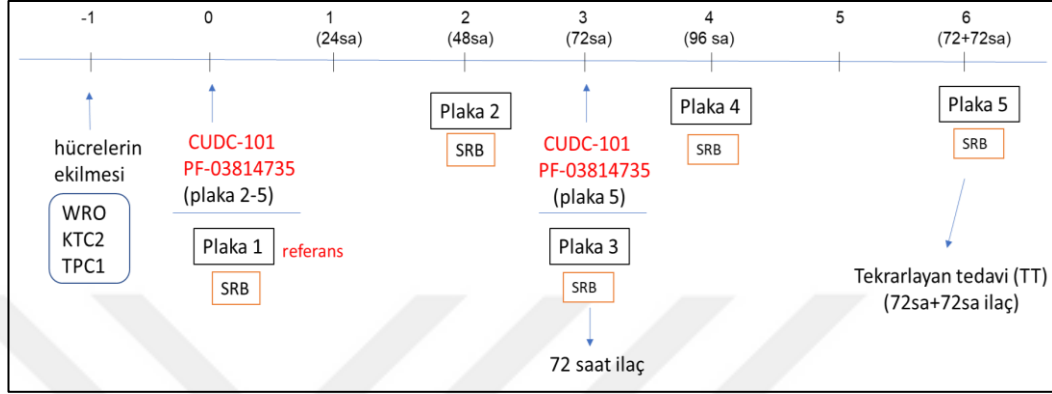 -1 0 1 2 3 4 5 6
(24sa) (48sa) (72sa) (96 sa) (72+72sa)
hücrelerin
ekilmesi
WRO
KTC2
TPC1
CUDC-101
PF-03814735
(plaka 2-5)
Plaka 1 referans
SRB
Plaka 2
SRB
CUDC-101
PF-03814735
(plaka 5)
Plaka 3
SRB
72 saat ilaç
Plaka 4
SRB
Plaka 5
SRB
Tekrarlayan tedavi (TT)
(72sa+72sa ilaç)